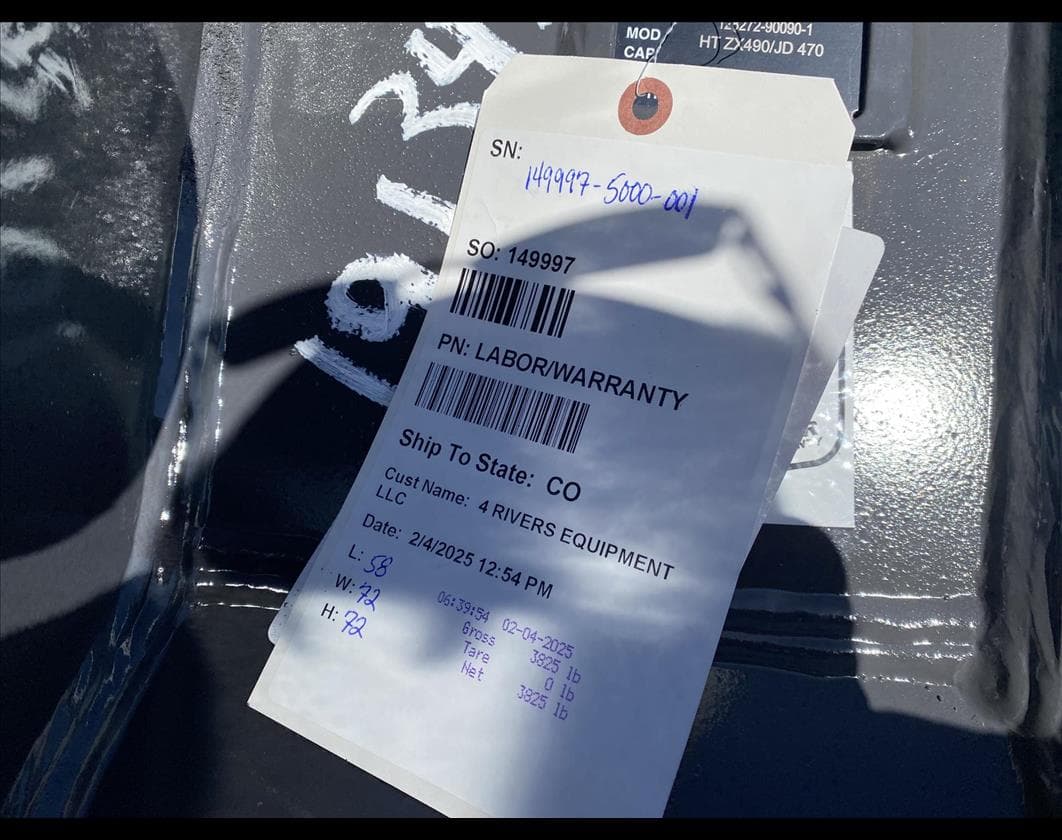 MOD 125272-90090-1
CAP HT ZX490/JD 470
SN:
149997-5000-001
SO: 149997
PN: LABOR/WARRANTY
Ship To State: CO
Cust Name: 4 RIVERS EQUIPMENT
LLC
Date: 2/4/2025 12:54 PM
L: 58
W: 72
H: 72
06:39:54 02-04-2025
Gross 3825 lb
Tare 0 lb
Net 3825 lb